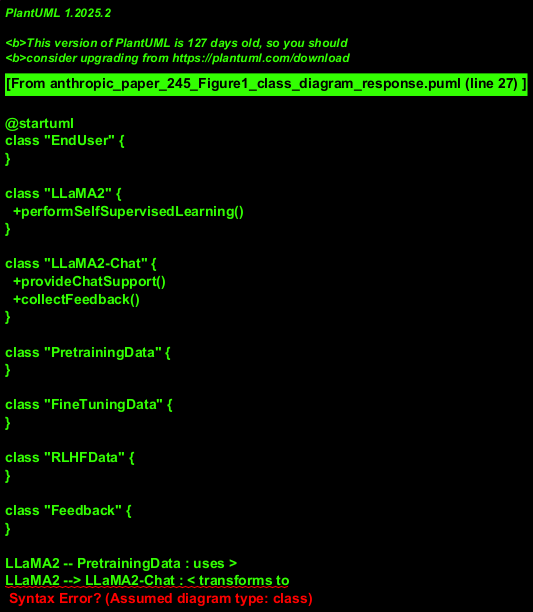 PlantUML 1.2025.2
<b>This version of PlantUML is 127 days old, so you should
<b>consider upgrading from https://plantuml.com/download
[From anthropic_paper_245_Figure1_class_diagram_response.puml (line 27) ]
@startuml
class "EndUser" {
}
class "LLaMA2" {
+performSelfSupervisedLearning()
}
class "LLaMA2-Chat" {
+provideChatSupport()
+collectFeedback()
}
class "PretrainingData" {
}
class "FineTuningData" {
}
class "RLHFData" {
}
class "Feedback" {
}
LLaMA2 -- PretrainingData : uses >
LLaMA2 --> LLaMA2-Chat : < transforms to
Syntax Error? (Assumed diagram type: class)